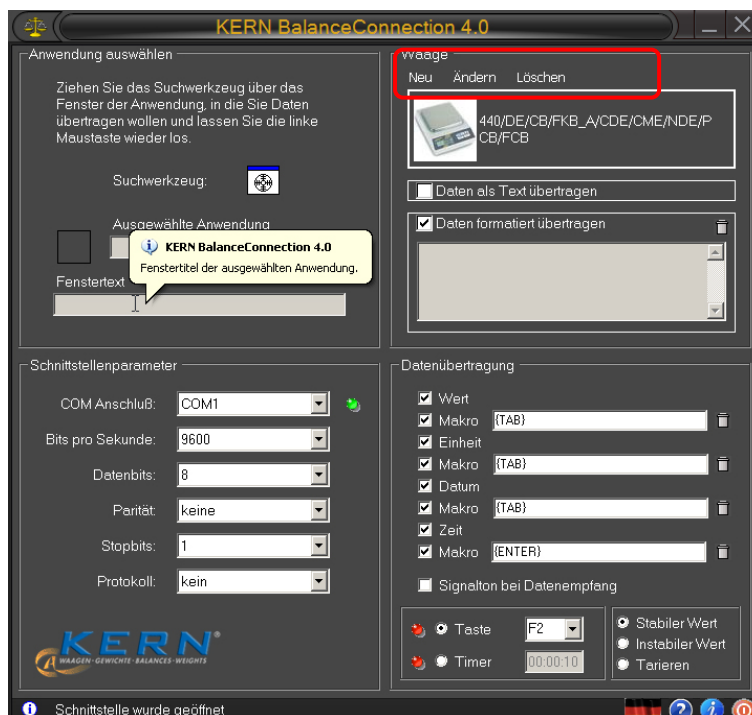 KERN BalanceConnection 4.0
Anwendung auswählen
Ziehen Sie das Suchwerkzeug über das
Fenster der Anwendung, in die Sie Daten
übertragen wollen und lassen Sie die linke
Maustaste wieder los.
Suchwerkzeug:
Ausgewählte Anwendung
KERN BalanceConnection 4.0
Fenstertitel der ausgewählten Anwendung.
Fenstertext
Waage
Neu Ändern Löschen
440/DE/CB/FKB_A/CDE/CME/NDE/P
CB/FCB
Daten als Text übertragen
Daten formatiert übertragen
Schnittstellenparameter
COM Anschluß: COM1
Bits pro Sekunde: 9600
Datenbits: 8
Parität: keine
Stopbits: 1
Protokoll: kein
KERN
WAAGEN·GEWICHTE·BALANCES·WEIGHTS
Datenübertragung
Wert
Makro {TAB}
Einheit
Makro {TAB}
Datum
Makro {TAB}
Zeit
Makro {ENTER}
Signalton bei Datenempfang
Taste F2
Timer 00:00:10
Stabiler Wert
Instabiler Wert
Tarieren
Schnittstelle wurde geöffnet